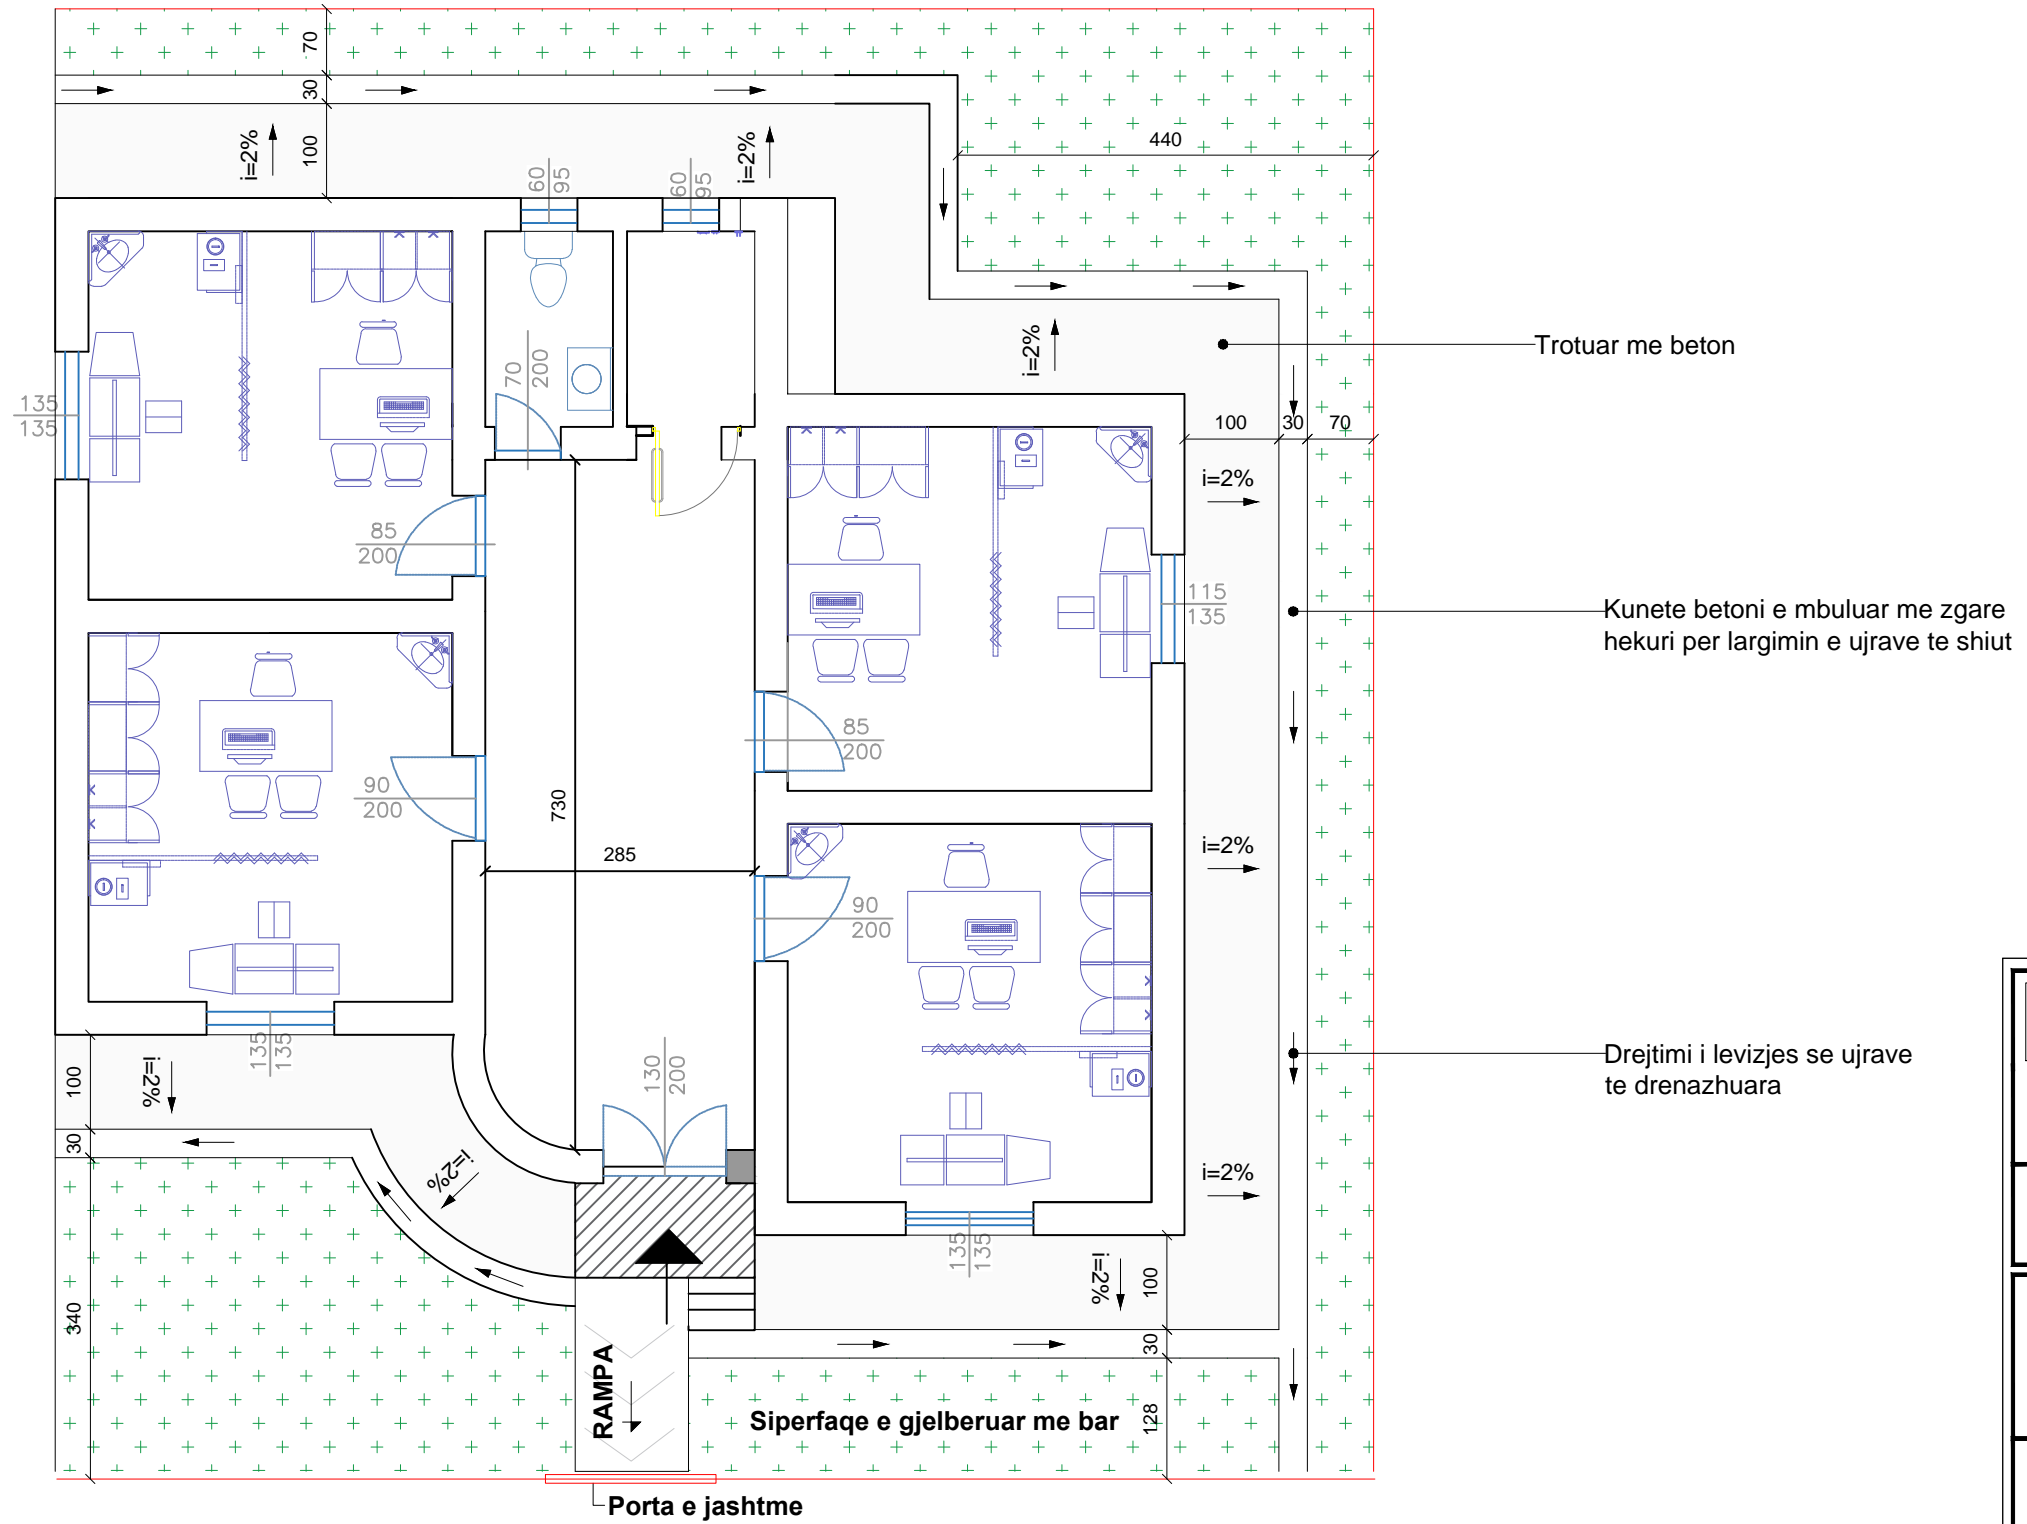 70
30
100
i=2%
i=2%
60
95
60
95
440
135
135
70
200
i=2%
Trotuar me beton
100
30
70
i=2%
85
200
115
135
Kunete betoni e mbuluar me zgare
hekuri per largimin e ujrave te shiut
85
200
90
200
730
285
i=2%
90
200
135
135
130
200
100
i=2%
30
i=2%
Drejtimi i levizjes se ujrave
te drenazhuara
i=2%
135
135
i=2%
100
30
340
RAMPA
128
Siperfaqe e gjelberuar me bar
Porta e jashtme